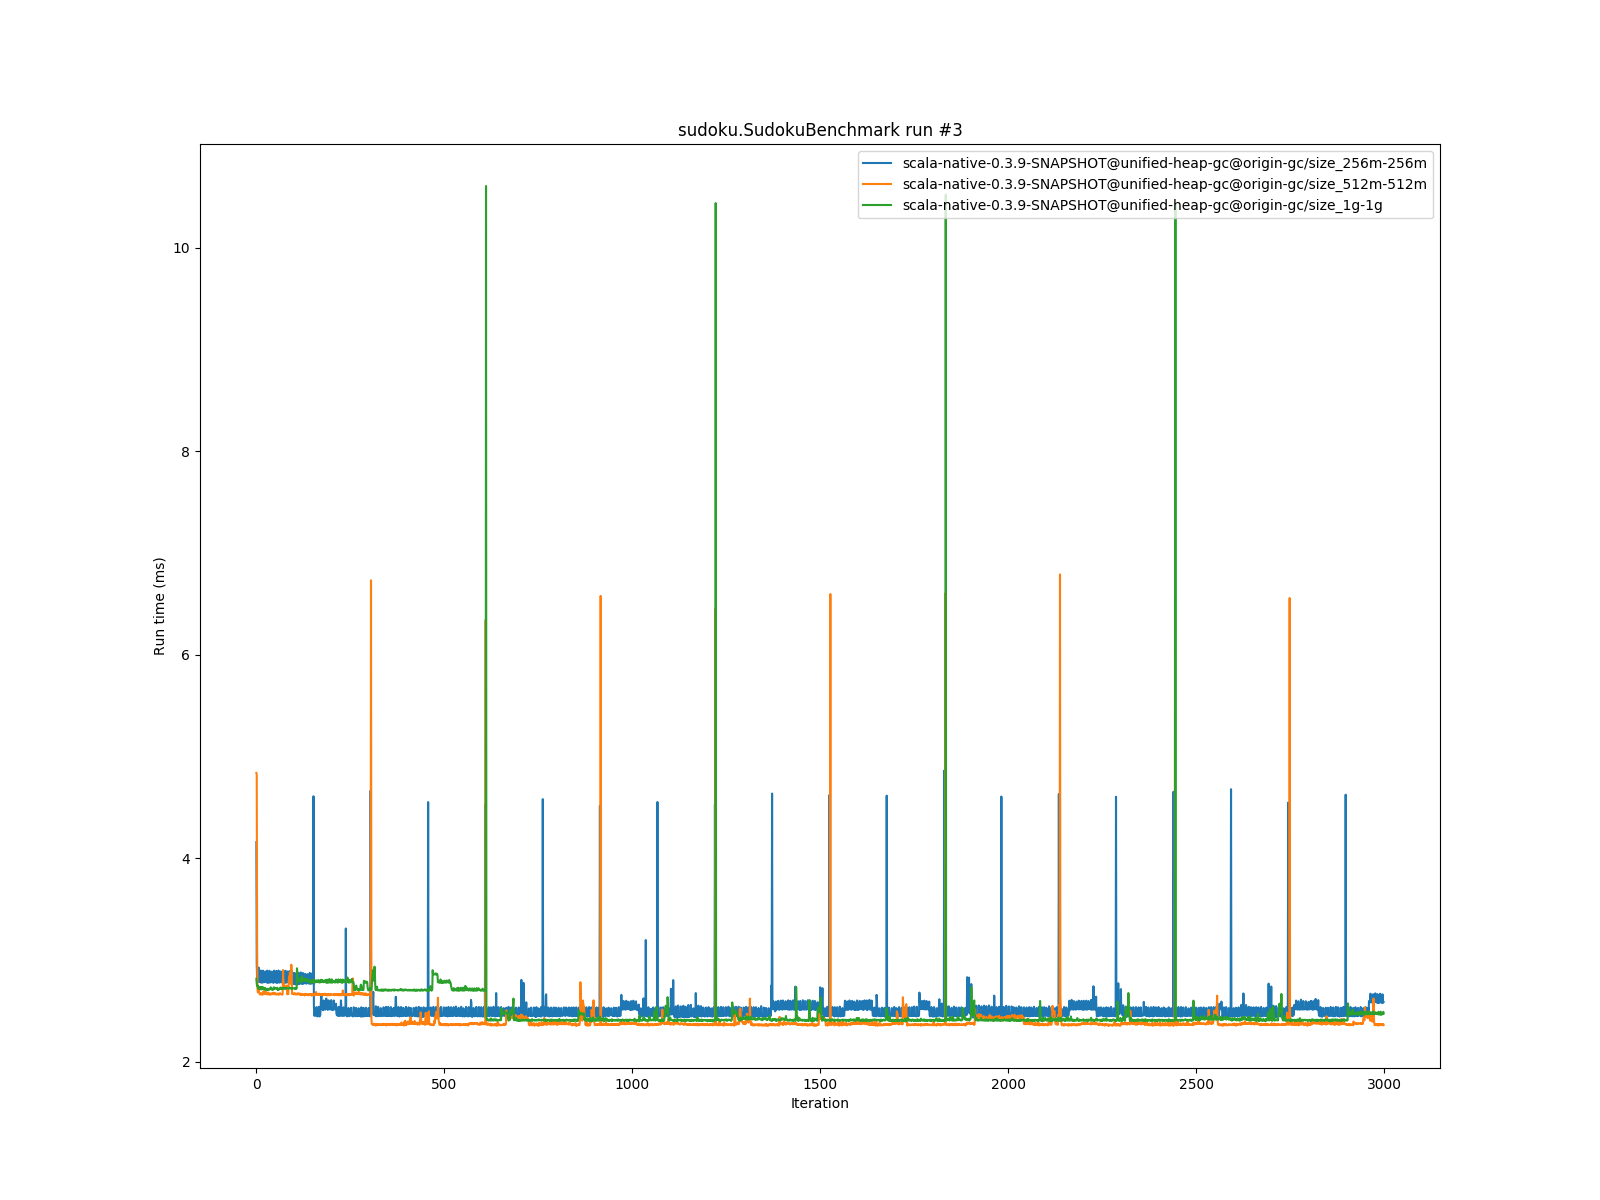 sudoku.SudokuBenchmark run #3
scala-native-0.3.9-SNAPSHOT@unified-heap-gc@origin-gc/size_256m-256m
scala-native-0.3.9-SNAPSHOT@unified-heap-gc@origin-gc/size_512m-512m
scala-native-0.3.9-SNAPSHOT@unified-heap-gc@origin-gc/size_1g-1g
10
8
6
4
2
Run time (ms)
0 500 1000 1500 2000 2500 3000
Iteration